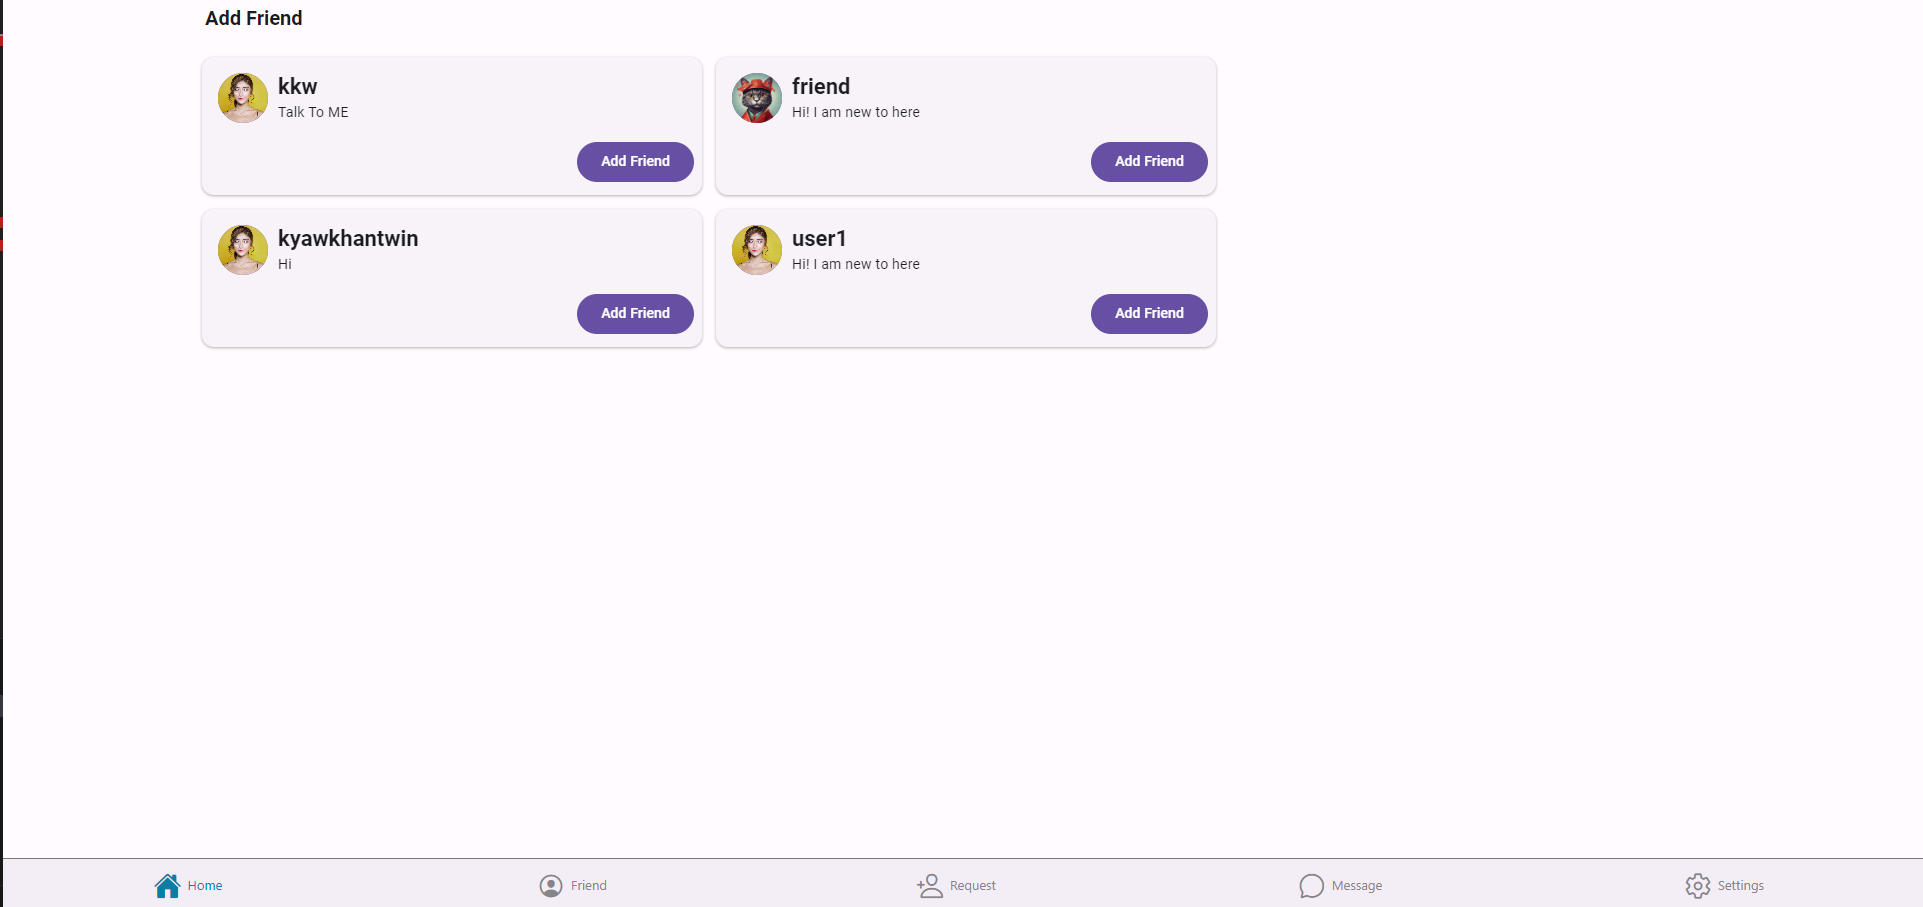 Add Friend
kkw
Talk To ME
Add Friend
friend
Hi! I am new to here
Add Friend
kyawkhantwin
Hi
Add Friend
user1
Hi! I am new to here
Add Friend
Home
Friend
Request
Message
Settings